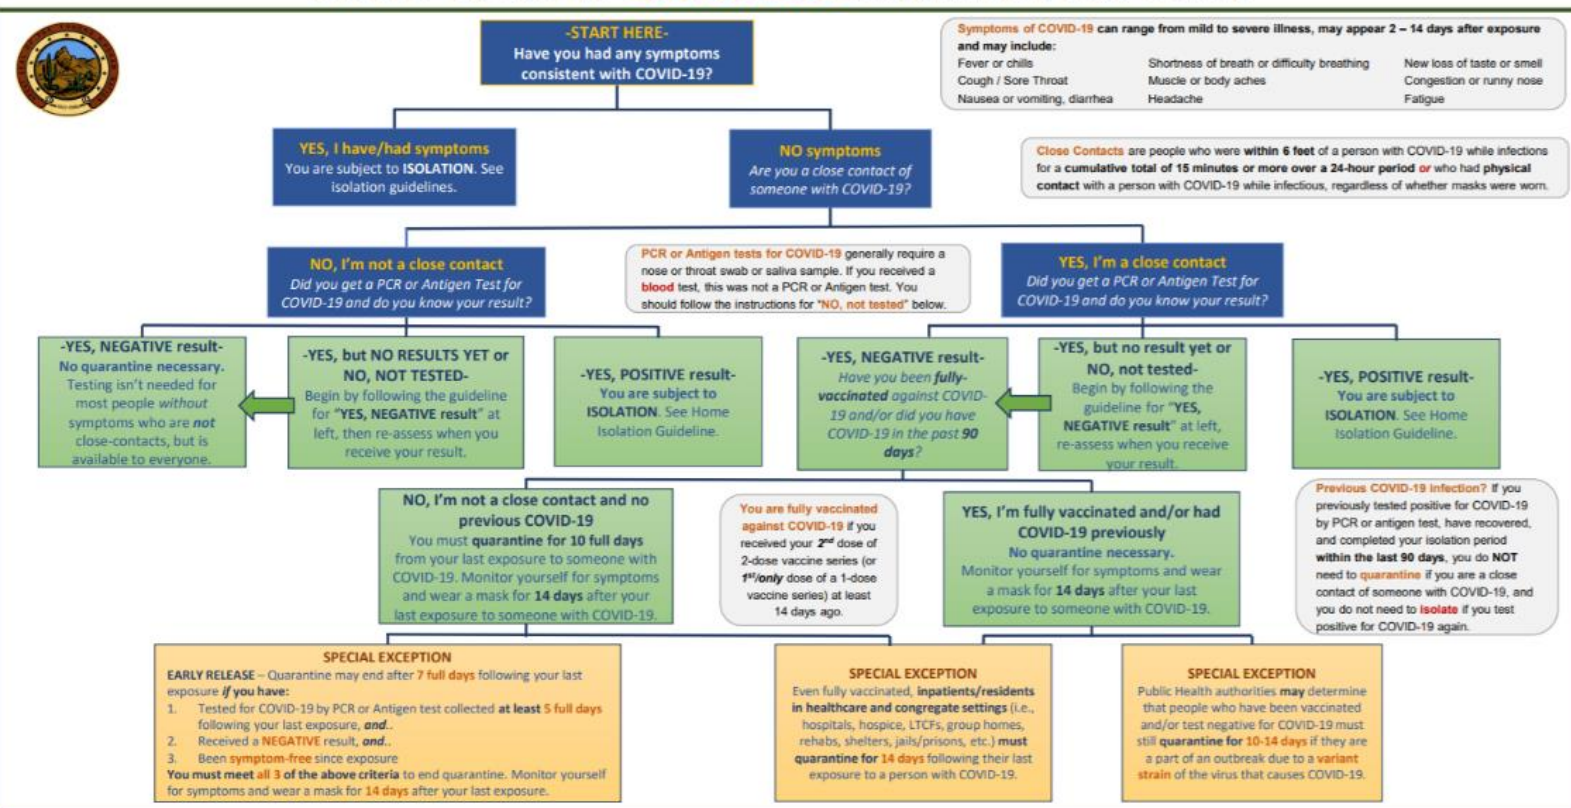 -START HERE-
Have you had any symptoms
consistent with COVID-19?
Symptoms of COVID-19 can range from mild to severe illness, may appear 2 – 14 days after exposure
and may include:
Fever or chills
Shortness of breath or difficulty breathing
New loss of taste or smell
Cough / Sore Throat
Muscle or body aches
Congestion or runny nose
Nausea or vomiting, diarrhea
Headache
Fatigue
YES, I have/had symptoms
You are subject to ISOLATION. See
isolation guidelines.
NO symptoms
Are you a close contact of
someone with COVID-19?
Close Contacts are people who were within 6 feet of a person with COVID-19 while infections
for a cumulative total of 15 minutes or more over a 24-hour period or who had physical
contact with a person with COVID-19 while infectious, regardless of whether masks were worn.
NO, I'm not a close contact
Did you get a PCR or Antigen Test for
COVID-19 and do you know your result?
PCR or Antigen tests for COVID-19 generally require a
nose or throat swab or saliva sample. If you received a
blood test, this was not a PCR or Antigen test. You
should follow the instructions for "NO, not tested" below.
YES, I'm a close contact
Did you get a PCR or Antigen Test for
COVID-19 and do you know your result?
-YES, NEGATIVE result-
No quarantine necessary.
Testing isn't needed for
most people without
symptoms who are not
close-contacts, but is
available to everyone.
-YES, but NO RESULTS YET or
NO, NOT TESTED-
Begin by following the guideline
for "YES, NEGATIVE result" at
left, then re-assess when you
receive your result.
-YES, POSITIVE result-
You are subject to
ISOLATION. See Home
Isolation Guideline.
-YES, NEGATIVE result-
Have you been fully-
vaccinated against COVID-
19 and/or did you have
COVID-19 in the past 90
days?
-YES, but no result yet or
NO, not tested-
Begin by following the
guideline for "YES,
NEGATIVE result" at left,
re-assess when you receive
your result.
-YES, POSITIVE result-
You are subject to
ISOLATION. See Home
Isolation Guideline.
NO, I'm not a close contact and no
previous COVID-19
You must quarantine for 10 full days
from your last exposure to someone with
COVID-19. Monitor yourself for symptoms
and wear a mask for 14 days after your
last exposure to someone with COVID-19.
You are fully vaccinated
against COVID-19 if you
received your 2nd dose of
2-dose vaccine series (or
1st/only dose of a 1-dose
vaccine series) at least
14 days ago.
YES, I'm fully vaccinated and/or had
COVID-19 previously
No quarantine necessary.
Monitor yourself for symptoms and wear
a mask for 14 days after your last
exposure to someone with COVID-19.
Previous COVID-19 Infection? If you
previously tested positive for COVID-19
by PCR or antigen test, have recovered,
and completed your isolation period
within the last 90 days, you do NOT
need to quarantine if you are a close
contact of someone with COVID-19, and
you do not need to isolate if you test
positive for COVID-19 again.
SPECIAL EXCEPTION
EARLY RELEASE – Quarantine may end after 7 full days following your last
exposure if you have:
1. Tested for COVID-19 by PCR or Antigen test collected at least 5 full days
following your last exposure, and..
2. Received a NEGATIVE result, and..
3. Been symptom-free since exposure
You must meet all 3 of the above criteria to end quarantine. Monitor yourself
for symptoms and wear a mask for 14 days after your last exposure.
SPECIAL EXCEPTION
Even fully vaccinated, inpatients/residents
in healthcare and congregate settings (i.e.,
hospitals, hospice, LTCFs, group homes,
rehabs, shelters, jails/prisons, etc.) must
quarantine for 14 days following their last
exposure to a person with COVID-19.
SPECIAL EXCEPTION
Public Health authorities may determine
that people who have been vaccinated
and/or test negative for COVID-19 must
still quarantine for 10-14 days if they are
a part of an outbreak due to a variant
strain of the virus that causes COVID-19.